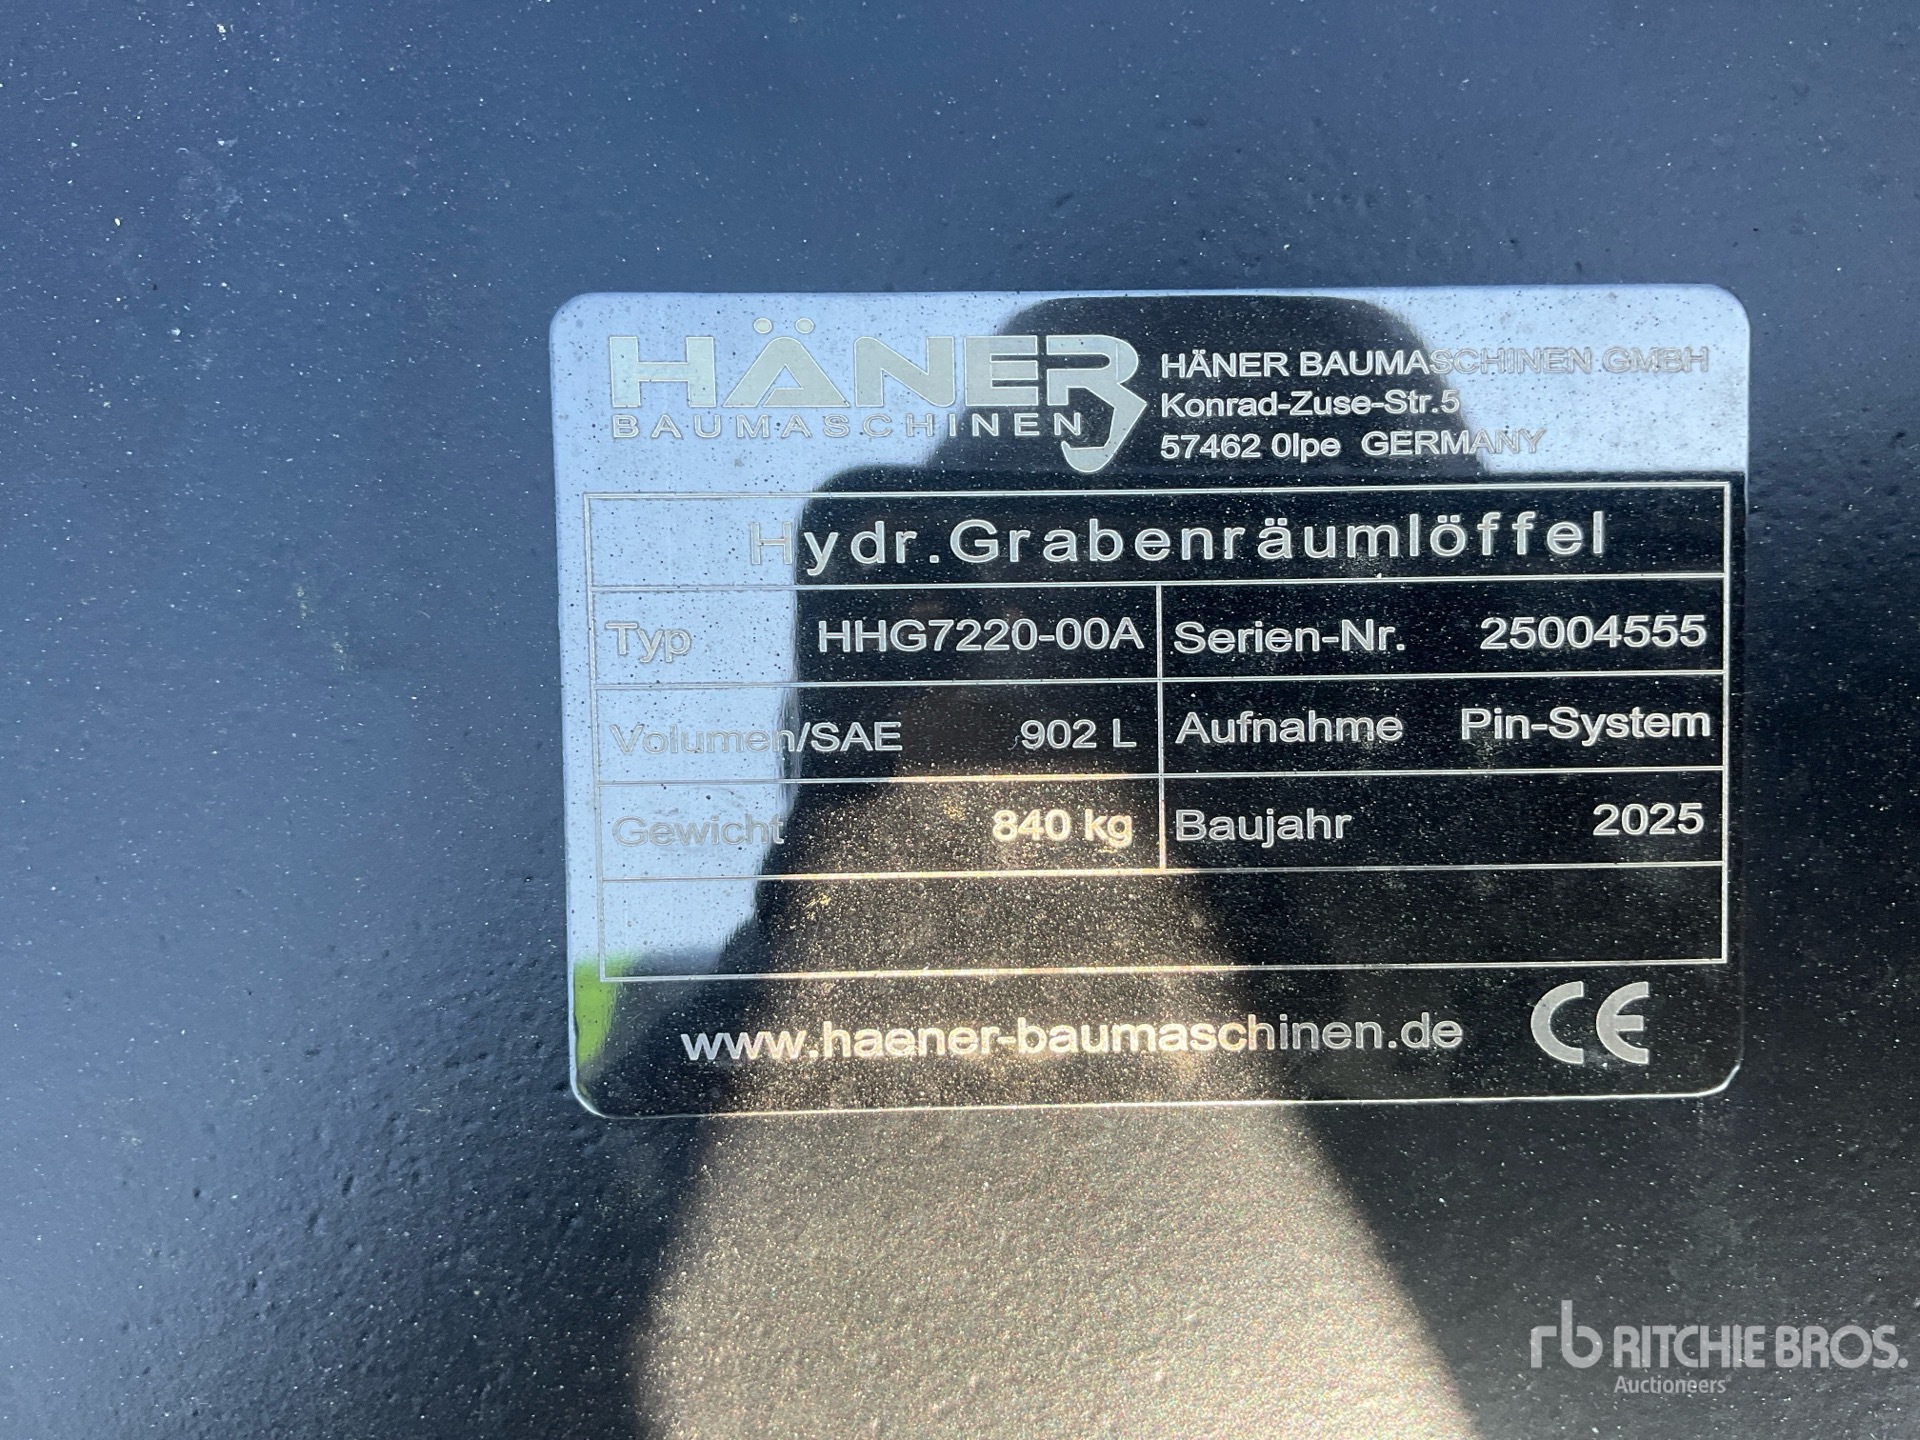 HÄNER
BAUMASCHINEN
HÄNER BAUMASCHINEN GMBH
Konrad-Zuse-Str.5
57462 Olpe GERMANY
Hydr.Grabenräumlöffel
Typ HHG7220-00A Serien-Nr. 25004555
Volumen/SAE 902 L Aufnahme Pin-System
Gewicht 840 kg Baujahr 2025
www.haener-baumaschinen.de CE
rb RITCHIE BROS.
Auctioneers